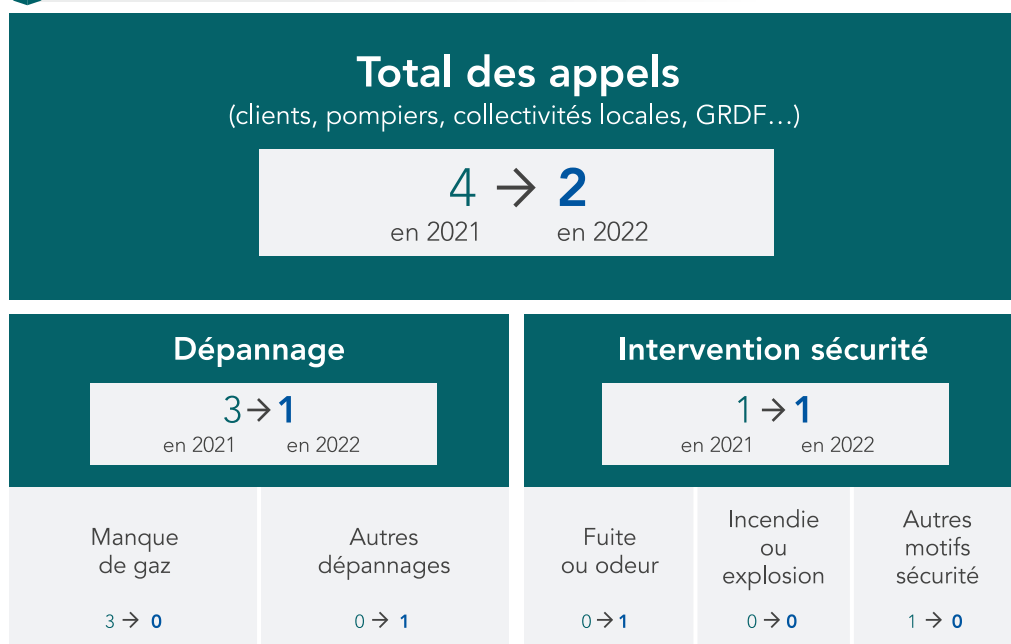 Total des appels
(clients, pompiers, collectivités locales, GRDF...)
4 → 2
en 2021 en 2022
Dépannage
3 → 1
en 2021 en 2022
Manque
de gaz
3 → 0
Autres
dépannages
0 → 1
Intervention sécurité
1 → 1
en 2021 en 2022
Fuite
ou odeur
0 → 1
Incendie
ou
explosion
0 → 0
Autres
motifs
sécurité
1 → 0